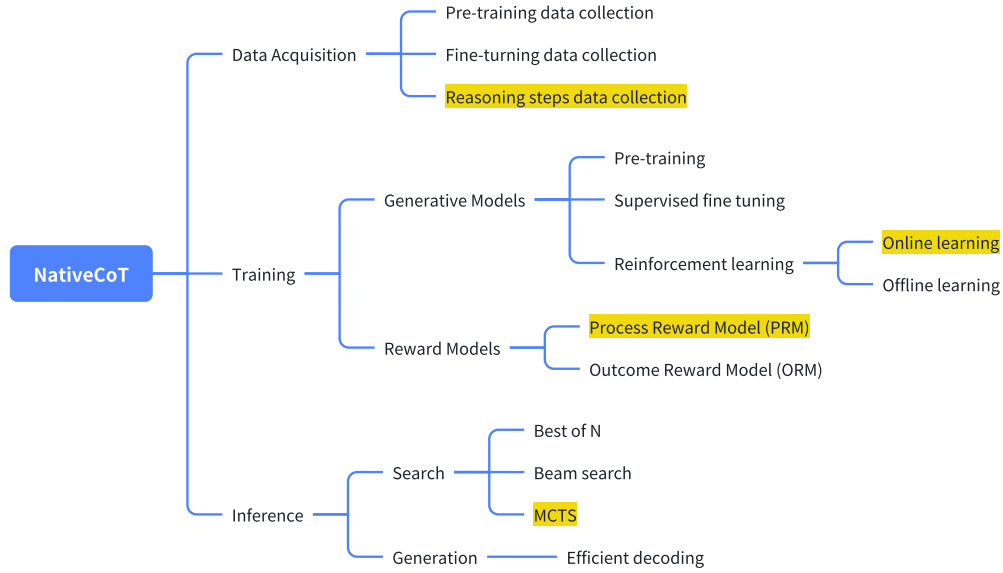 NativeCoT
Data Acquisition
Pre-training data collection
Fine-turning data collection
Reasoning steps data collection
Training
Generative Models
Pre-training
Supervised fine tuning
Reinforcement learning
Online learning
Offline learning
Reward Models
Process Reward Model (PRM)
Outcome Reward Model (ORM)
Inference
Search
Best of N
Beam search
MCTS
Generation
Efficient decoding